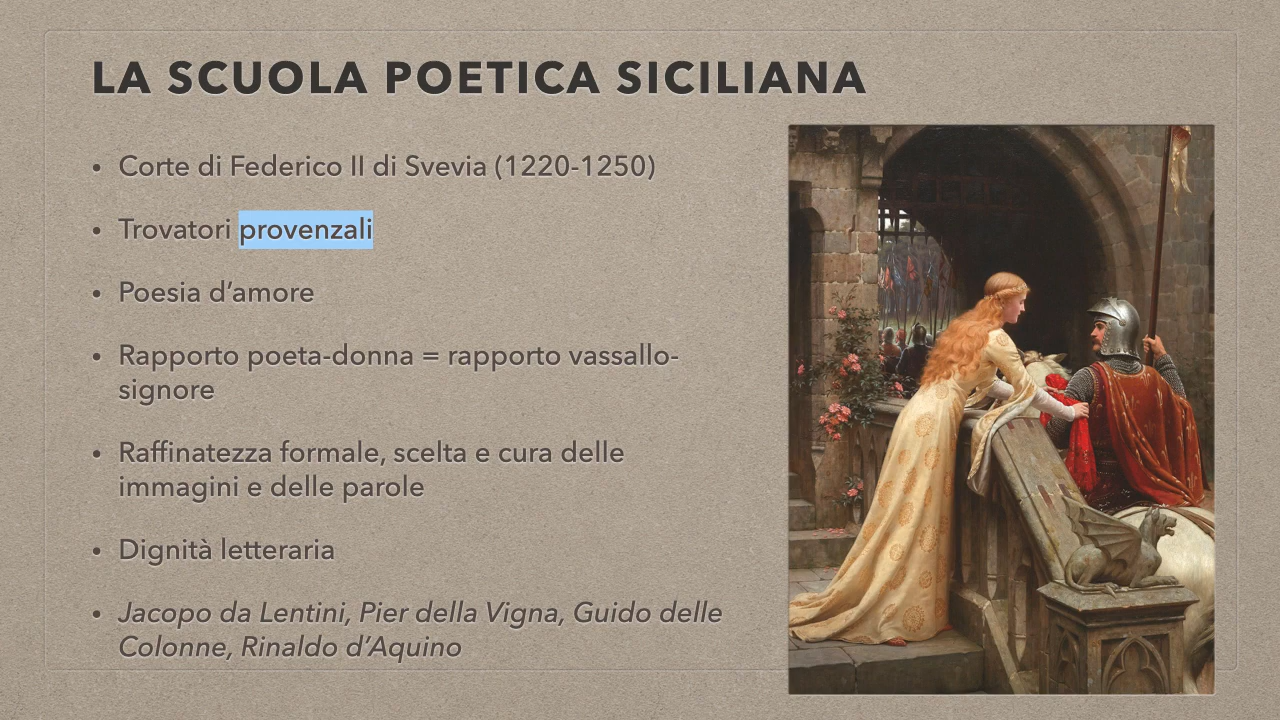 LA SCUOLA POETICA SICILIANA
• Corte di Federico II di Svevia (1220-1250)
• Trovatori provenzali
• Poesia d’amore
• Rapporto poeta-donna = rapporto vassallo-
signore
• Raffinatezza formale, scelta e cura delle
immagini e delle parole
• Dignità letteraria
• Jacopo da Lentini, Pier della Vigna, Guido delle
Colonne, Rinaldo d’Aquino